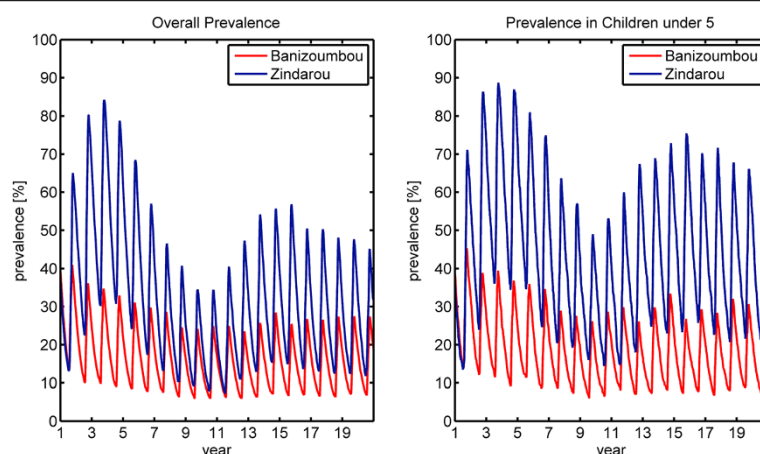 Overall Prevalence
100
90
80
70
60
50
40
30
20
10
0
prevalence [%]
Banizoumbou
Zindarou
1 3 5 7 9 11 13 15 17 19
year
Prevalence in Children under 5
100
90
80
70
60
50
40
30
20
10
0
prevalence [%]
Banizoumbou
Zindarou
1 3 5 7 9 11 13 15 17 19
year